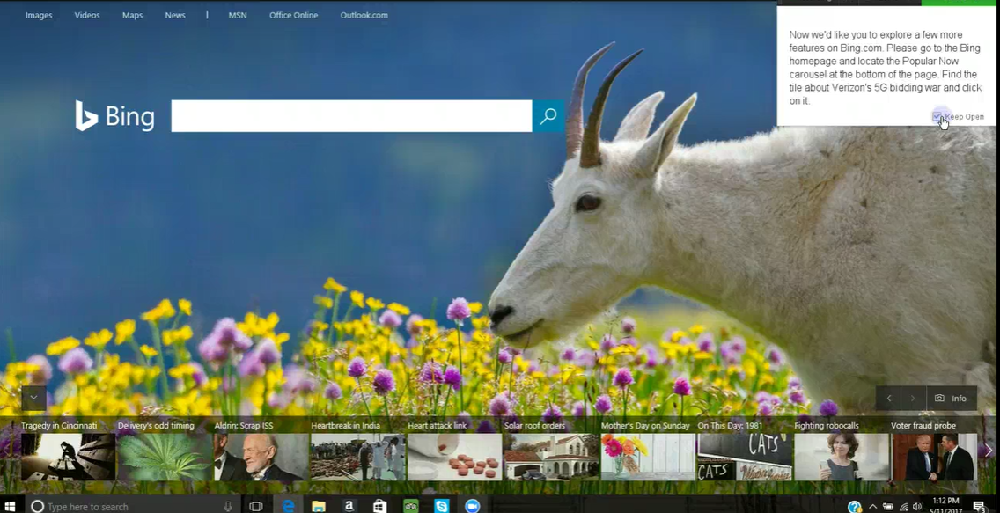 Images Videos Maps News | MSN Office Online Outlook.com
Now we'd like you to explore a few more
features on Bing.com. Please go to the Bing
homepage and locate the Popular Now
carousel at the bottom of the page. Find the
tile about Verizon's 5G bidding war and click
on it.
Keep Open
Bing
Info
Tragedy in Cincinnati Delivery's odd timing Aldrin: Scrap ISS Heartbreak in India Heart attack link Solar roof orders Mother's Day on Sunday On This Day: 1981 Fighting robocalls Voter fraud probe
CATS
CATS
Type here to search
1:12 PM
5/11/2017